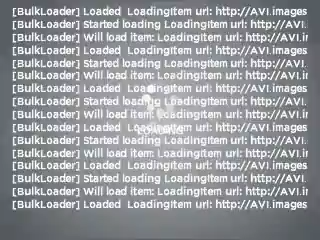 [BulkLoader] Loaded LoadingItem url: http://AVI.images
[BulkLoader] Started loading LoadingItem url: http://AVI.
[BulkLoader] Will load item: LoadingItem url: http://AVI.ir
[BulkLoader] Loaded LoadingItem url: http://AVI.images
[BulkLoader] Started loading LoadingItem url: http://AVI.
[BulkLoader] Will load item: LoadingItem url: http://AVI.ir
[BulkLoader] Loaded LoadingItem url: http://AVI.images
[BulkLoader] Started loading LoadingItem url: http://AVI.
[BulkLoader] Will load item: LoadingItem url: http://AVI.ir
[BulkLoader] Loaded LoadingItem url: http://AVI.images
LOADING
[BulkLoader] Started loading LoadingItem url: http://AVI.
[BulkLoader] Will load item: LoadingItem url: http://AVI.ir
[BulkLoader] Loaded LoadingItem url: http://AVI.images
[BulkLoader] Started loading LoadingItem url: http://AVI.
[BulkLoader] Will load item: LoadingItem url: http://AVI.ir
[BulkLoader] Loaded LoadingItem url: http://AVI.images